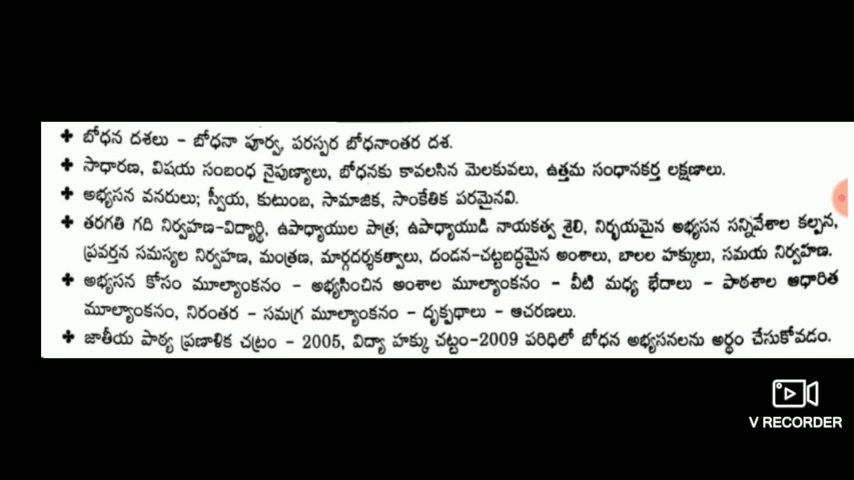 ✚ బోధన దశలు - బోధనా పూర్వ, పరస్పర బోధనాంతర దశ.
✚ సాధారణ, విషయ సంబంధ నైపుణ్యాలు, బోధనకు కావలసిన మెలకువలు, ఉత్తమ సంధానకర్త లక్షణాలు.
✚ అభ్యసన వనరులు; స్వీయ, కుటుంబ, సామాజిక, సాంకేతిక పరమైనవి.
✚ తరగతి గది నిర్వహణ-విద్యార్థి, ఉపాధ్యాయుల పాత్ర; ఉపాధ్యాయుడి నాయకత్వ శైలి, నిర్భయమైన అభ్యసన సన్నివేశాల కల్పన,
ప్రవర్తన సమస్యల నిర్వహణ, మంత్రణ, మార్గదర్శకత్వాలు, దండన-చట్టబద్ధమైన అంశాలు, బాలల హక్కులు, సమయ నిర్వహణ.
✚ అభ్యసన కోసం మూల్యాంకనం - అభ్యసించిన అంశాల మూల్యాంకనం - వీటి మధ్య భేదాలు - పాఠశాల ఆధారిత
మూల్యాంకనం, నిరంతర - సమగ్ర మూల్యాంకనం - దృక్పథాలు - ఆచరణలు.
✚ జాతీయ పాఠ్య ప్రణాళిక చట్రం - 2005, విద్యా హక్కు చట్టం-2009 పరిధిలో బోధన అభ్యసనలను అర్థం చేసుకోవడం.
V RECORDER